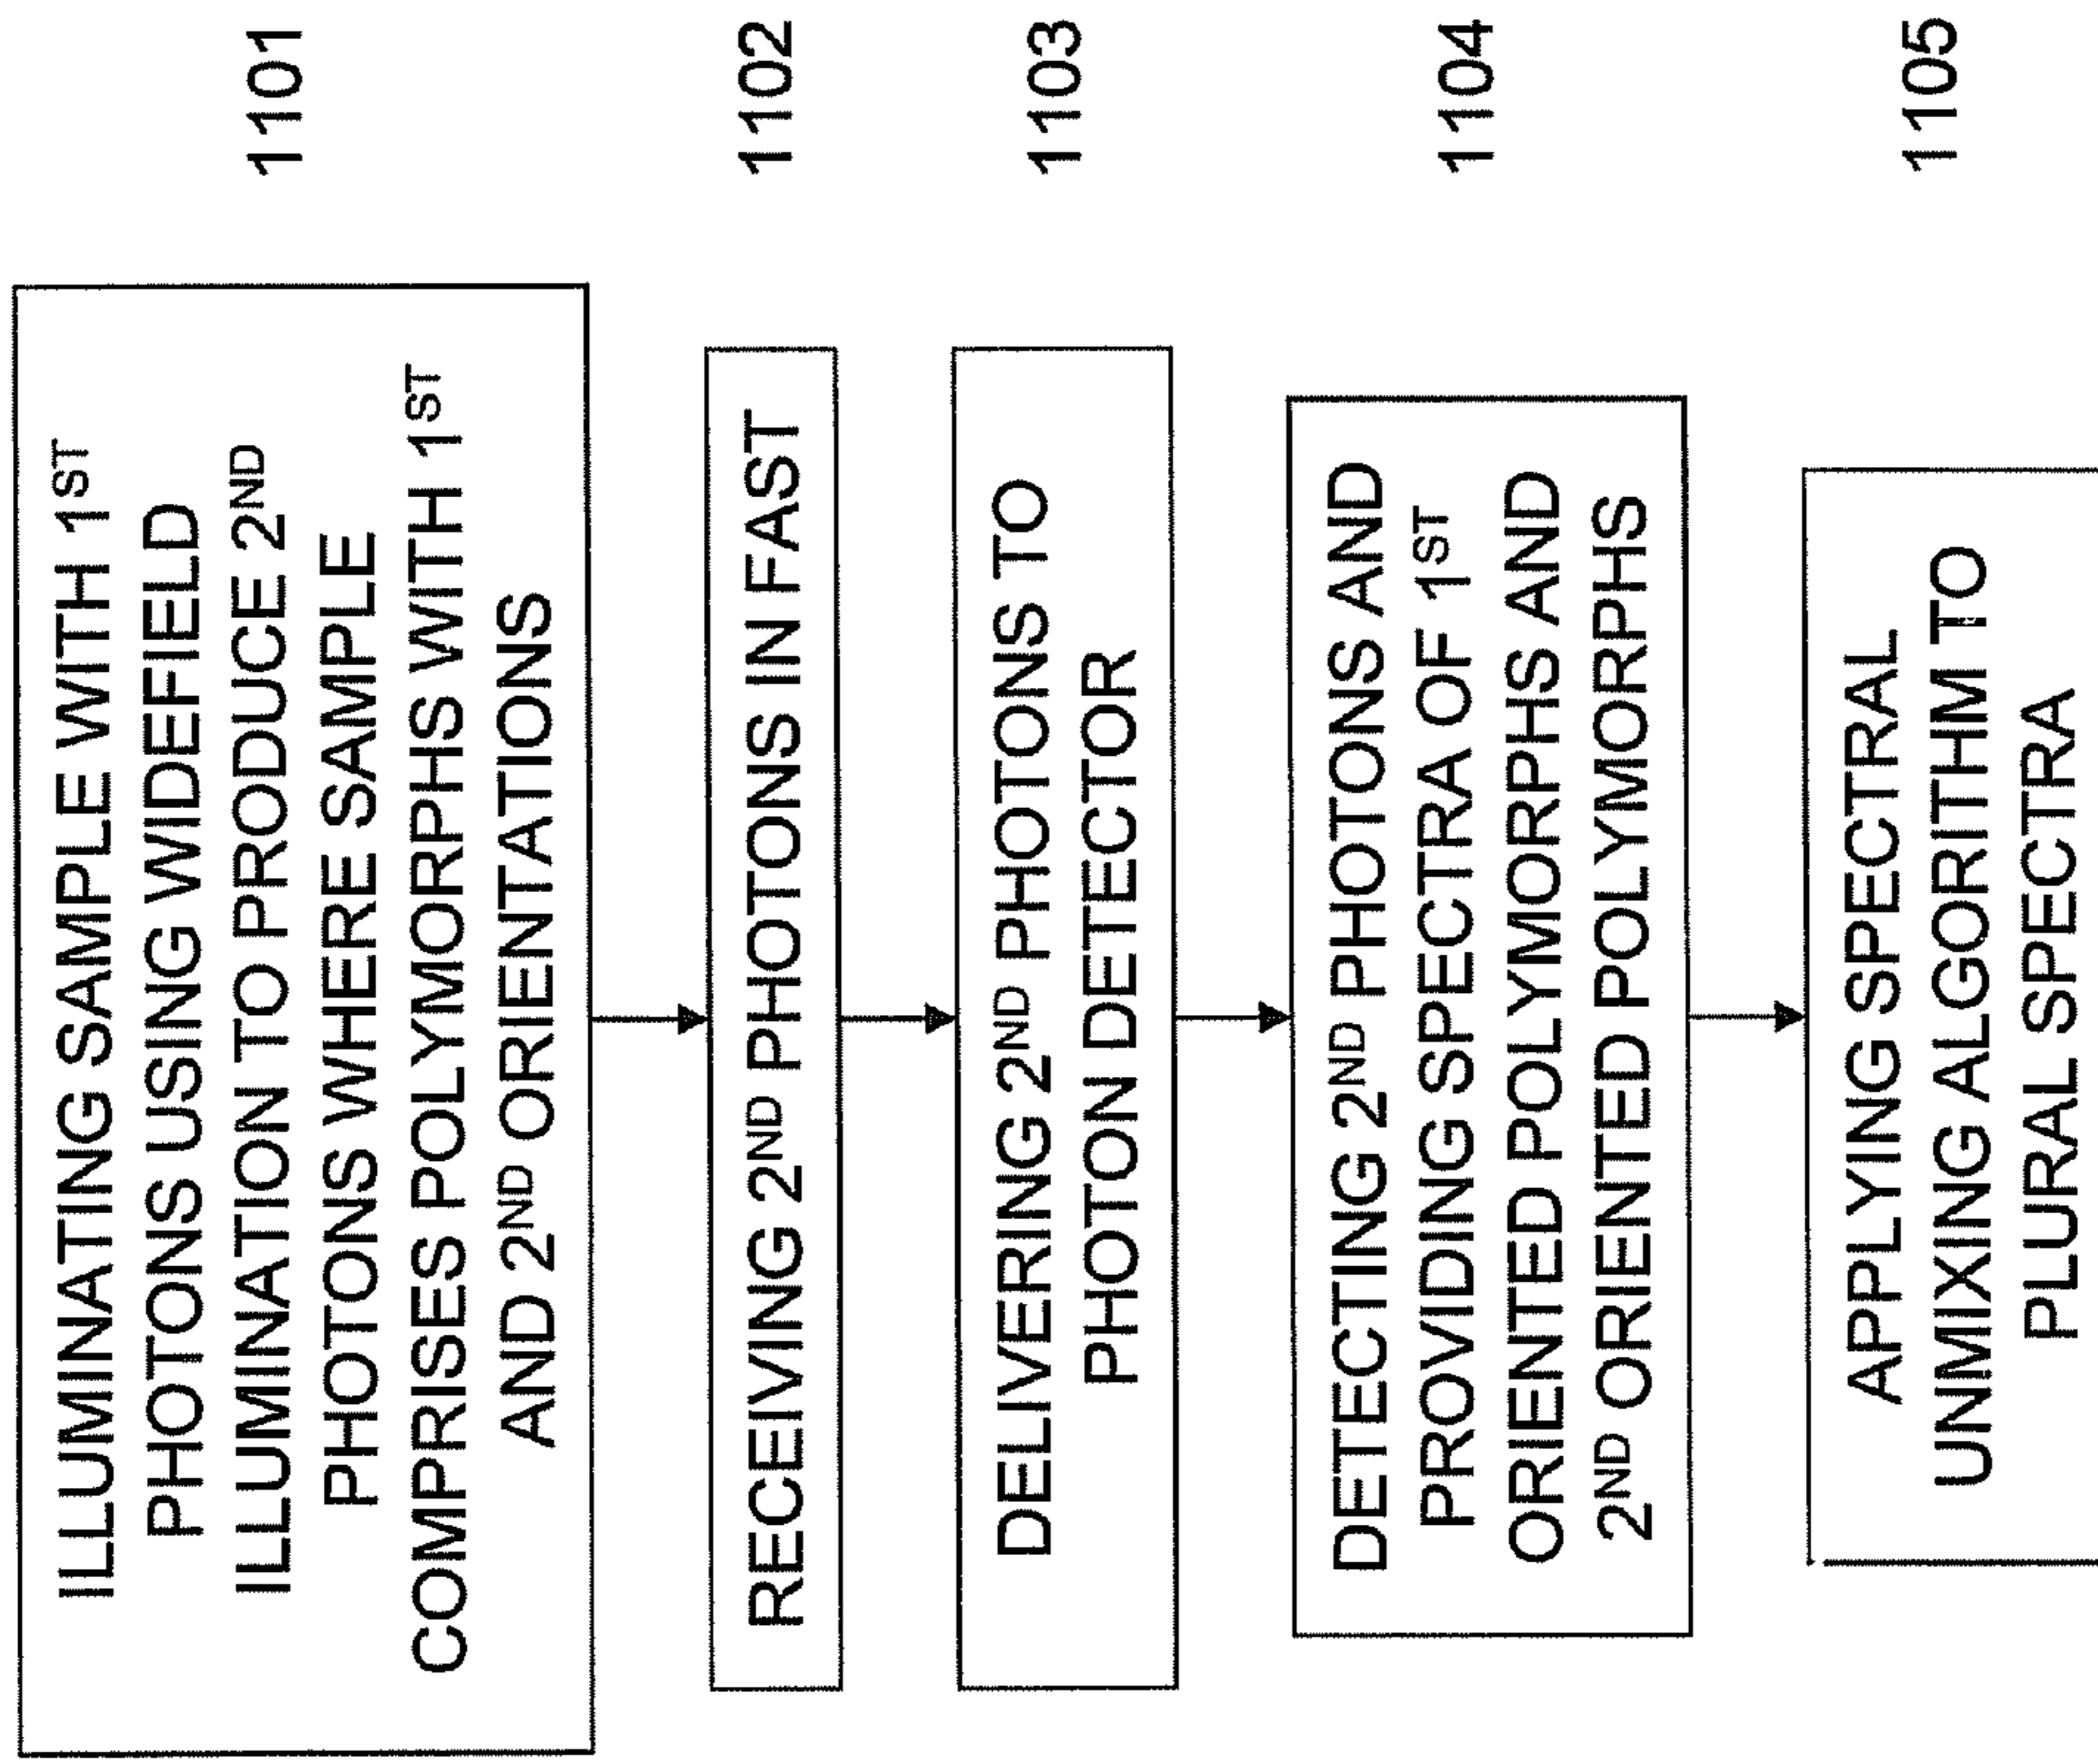 ILLUMINATING SAMPLE WITH 1ST
PHOTONS USING WIDEFIELD
ILLUMINATION TO PRODUCE 2ND
PHOTONS WHERE SAMPLE
COMPRISES POLYMORPHS WITH 1ST
AND 2ND ORIENTATIONS
1101
RECEIVING 2ND PHOTONS IN FAST
1102
DELIVERING 2ND PHOTONS TO
PHOTON DETECTOR
1103
DETECTING 2ND PHOTONS AND
PROVIDING SPECTRA OF 1ST
ORIENTED POLYMORPHS AND
2ND ORIENTED POLYMORPHS
1104
APPLYING SPECTRAL
UNMIXING ALGORITHM TO
PLURAL SPECTRA
1105